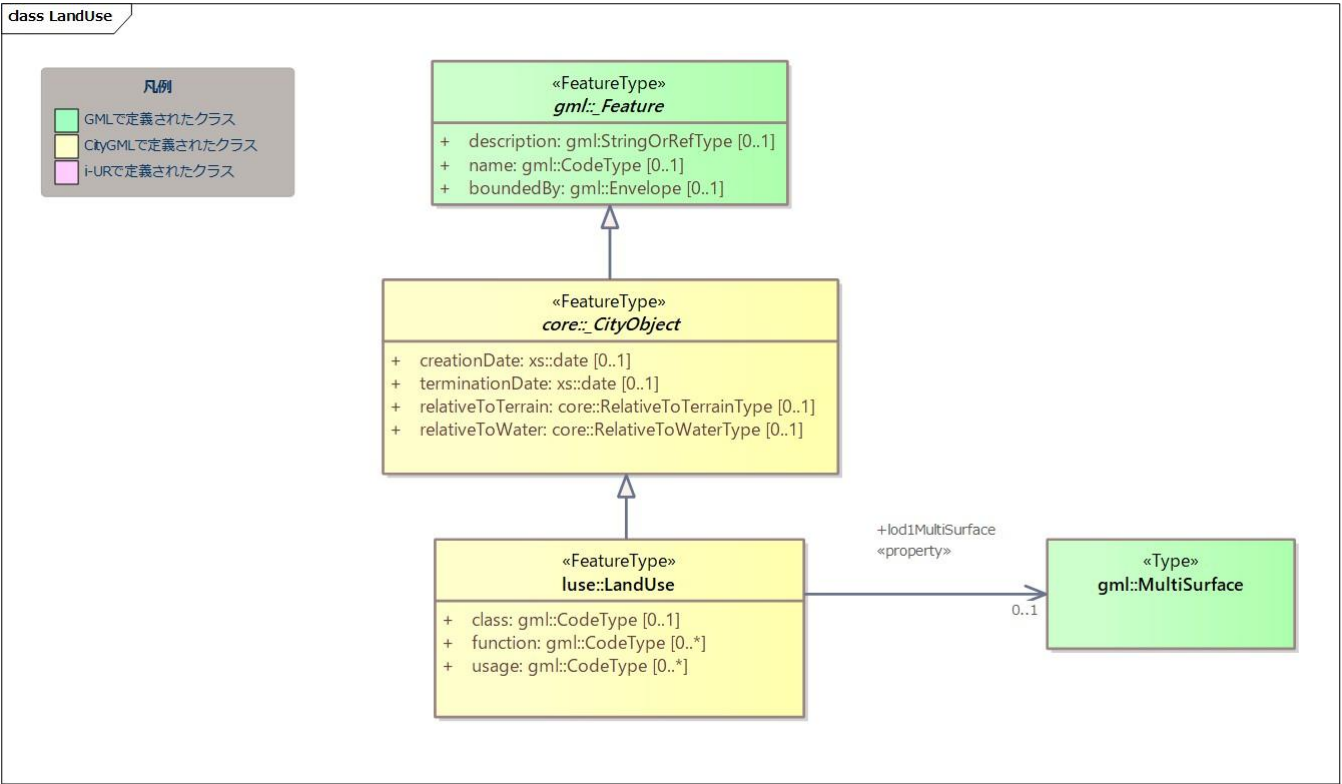 class LandUse
凡例
GMLで定義されたクラス
CityGMLで定義されたクラス
i-URで定義されたクラス
«FeatureType»
gml::_Feature
+ description: gml:StringOrRefType [0..1]
+ name: gml::CodeType [0..1]
+ boundedBy: gml::Envelope [0..1]
«FeatureType»
core::_CityObject
+ creationDate: xs::date [0..1]
+ terminationDate: xs::date [0..1]
+ relativeToTerrain: core::RelativeToTerrainType [0..1]
+ relativeToWater: core::RelativeToWaterType [0..1]
«FeatureType»
luse::LandUse
+ class: gml::CodeType [0..1]
+ function: gml::CodeType [0..*]
+ usage: gml::CodeType [0..*]
+lod1MultiSurface
«property»
0..1
«Type»
gml::MultiSurface